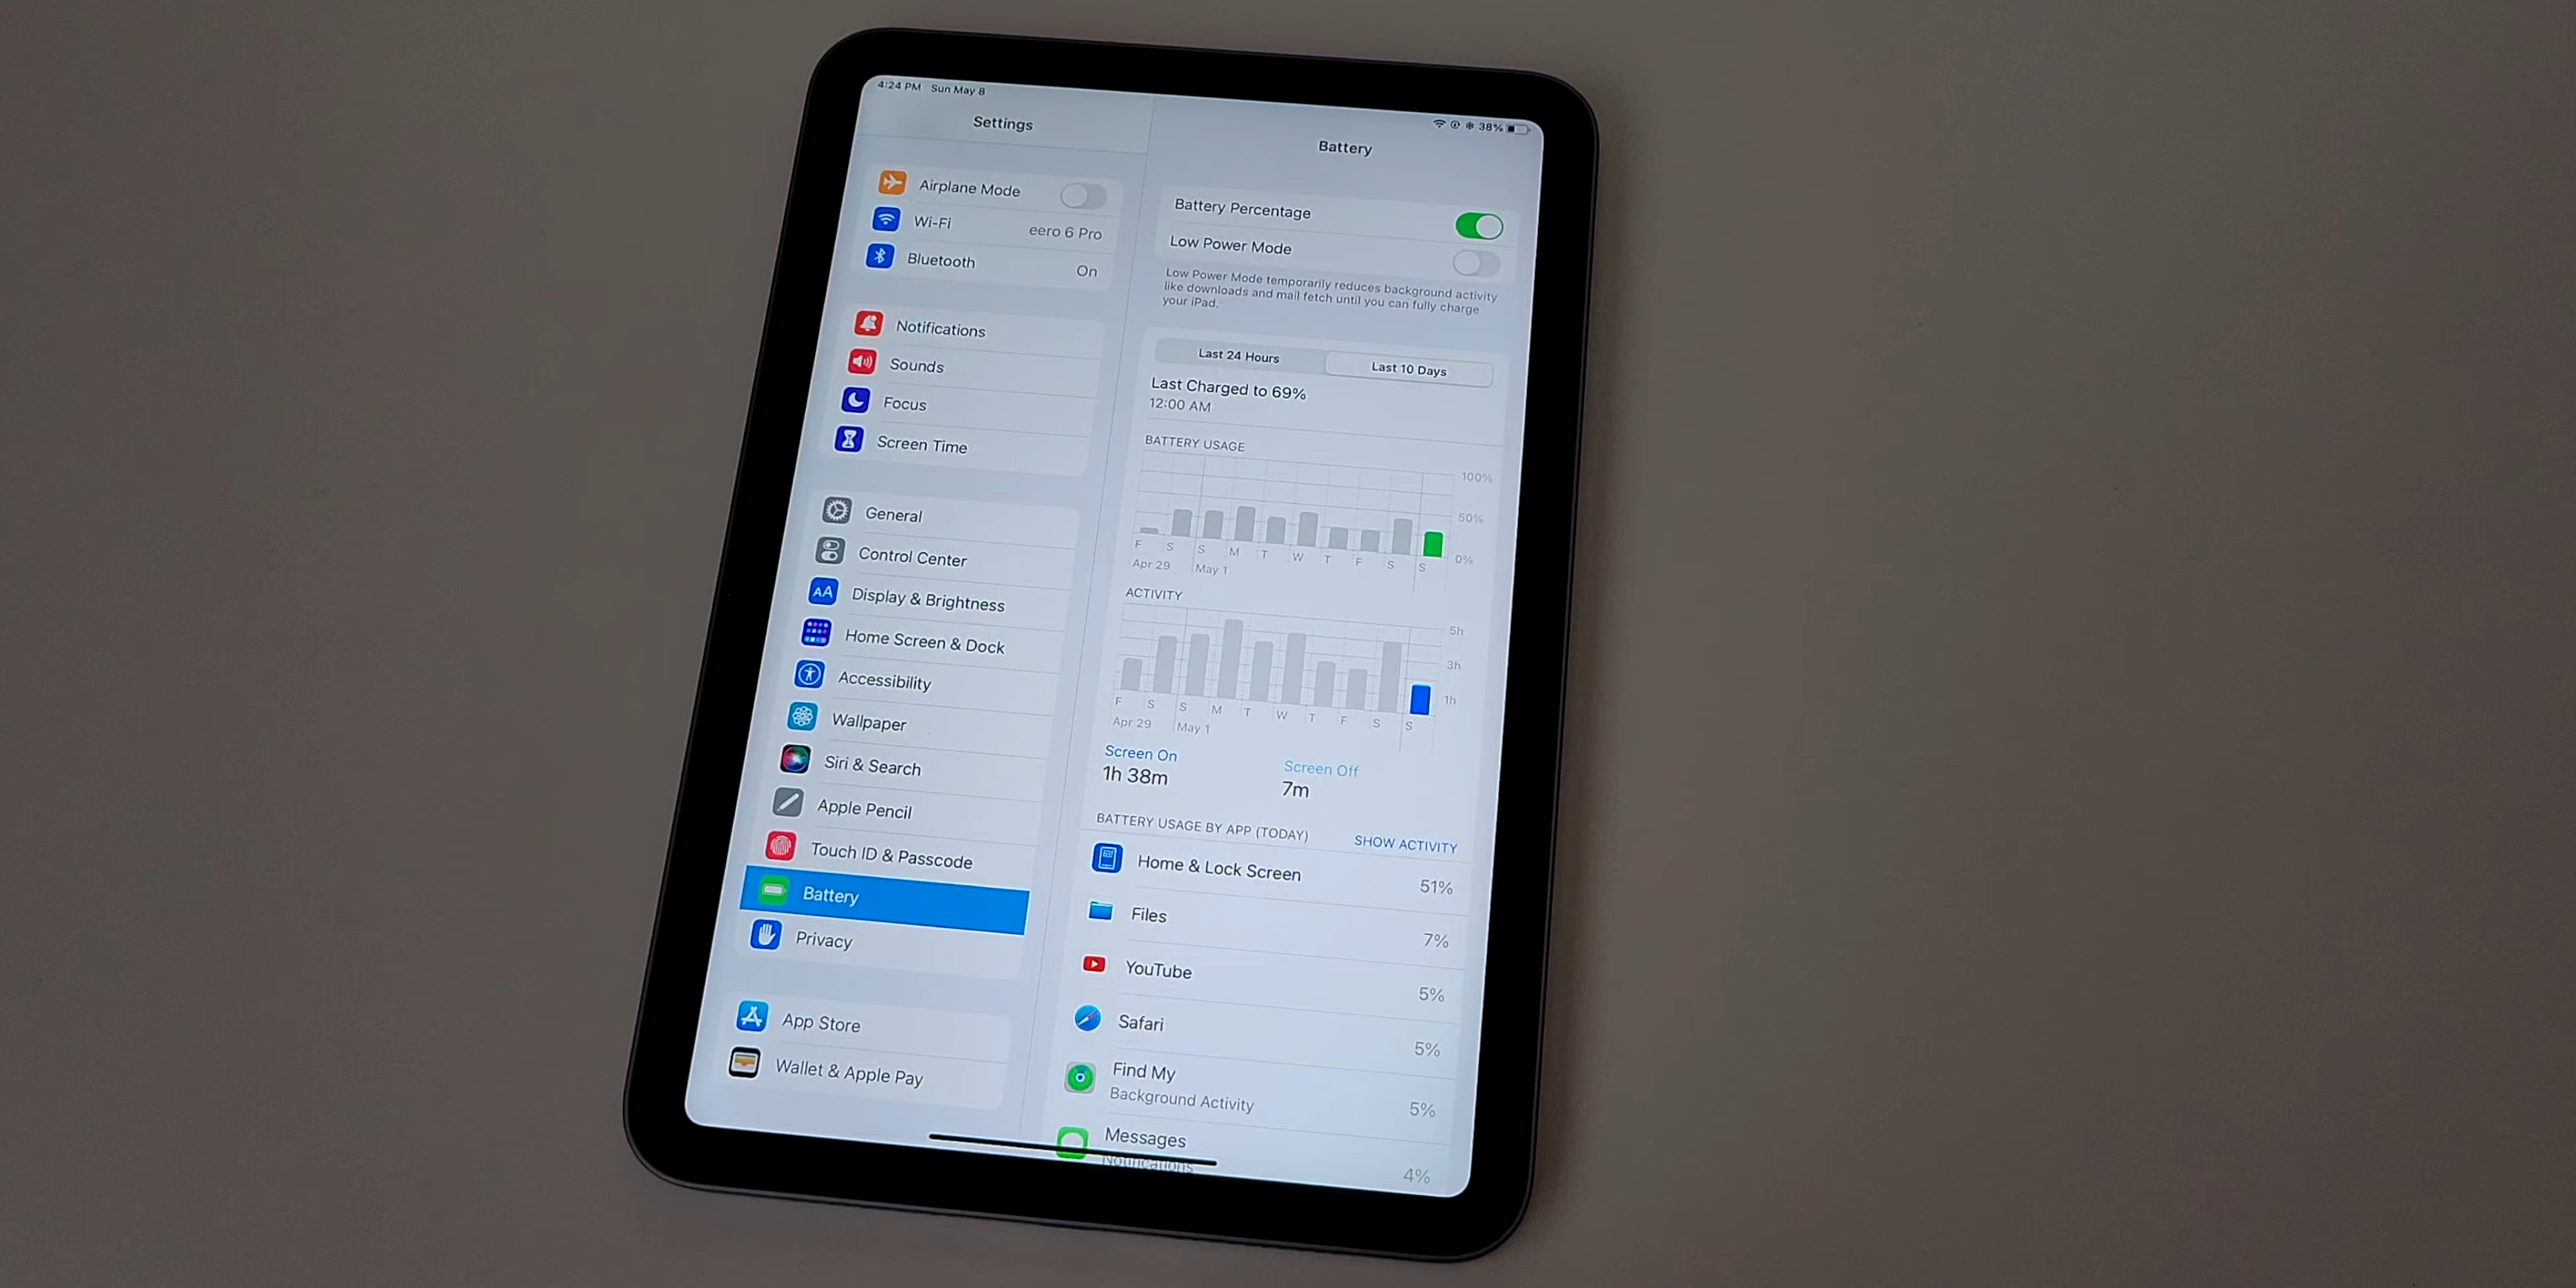 4:24 PM Sun May 8
38%
Settings
Airplane Mode
Wi-Fi eero 6 Pro
Bluetooth On
Notifications
Sounds
Focus
Screen Time
General
Control Center
AA Display & Brightness
Home Screen & Dock
Accessibility
Wallpaper
Siri & Search
Apple Pencil
Touch ID & Passcode
Battery
Privacy
App Store
Wallet & Apple Pay
Battery
Battery Percentage
Low Power Mode
Low Power Mode temporarily reduces background activity
like downloads and mail fetch until you can fully charge
your iPad.
Last 24 Hours Last 10 Days
Last Charged to 69%
12:00 AM
BATTERY USAGE
100%
50%
0%
F S S M T W T F S S
Apr 29 May 1
ACTIVITY
5h
3h
1h
F S S M T W T F S S
Apr 29 May 1
Screen On Screen Off
1h 38m 7m
BATTERY USAGE BY APP (TODAY) SHOW ACTIVITY
Home & Lock Screen 51%
Files 7%
YouTube 5%
Safari 5%
Find My
Background Activity 5%
Messages
Notifications 4%